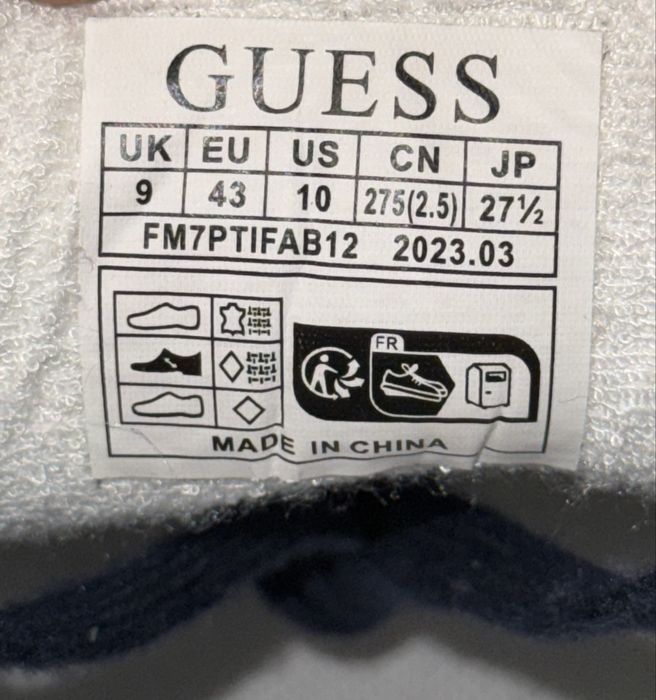 GUESS
UK EU US CN JP
9 43 10 275(2.5) 27½
FM7PTIFAB12 2023.03
FR
MADE IN CHINA